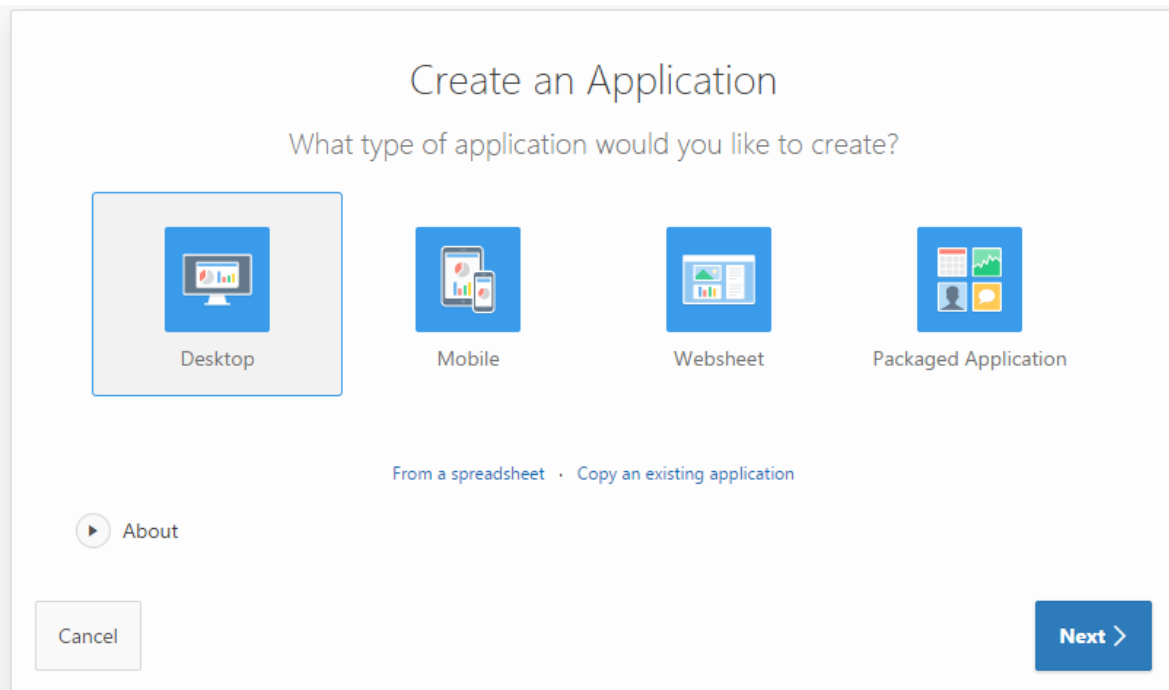 Create an Application
What type of application would you like to create?
Desktop
Mobile
Websheet
Packaged Application
From a spreadsheet · Copy an existing application
About
Cancel
Next